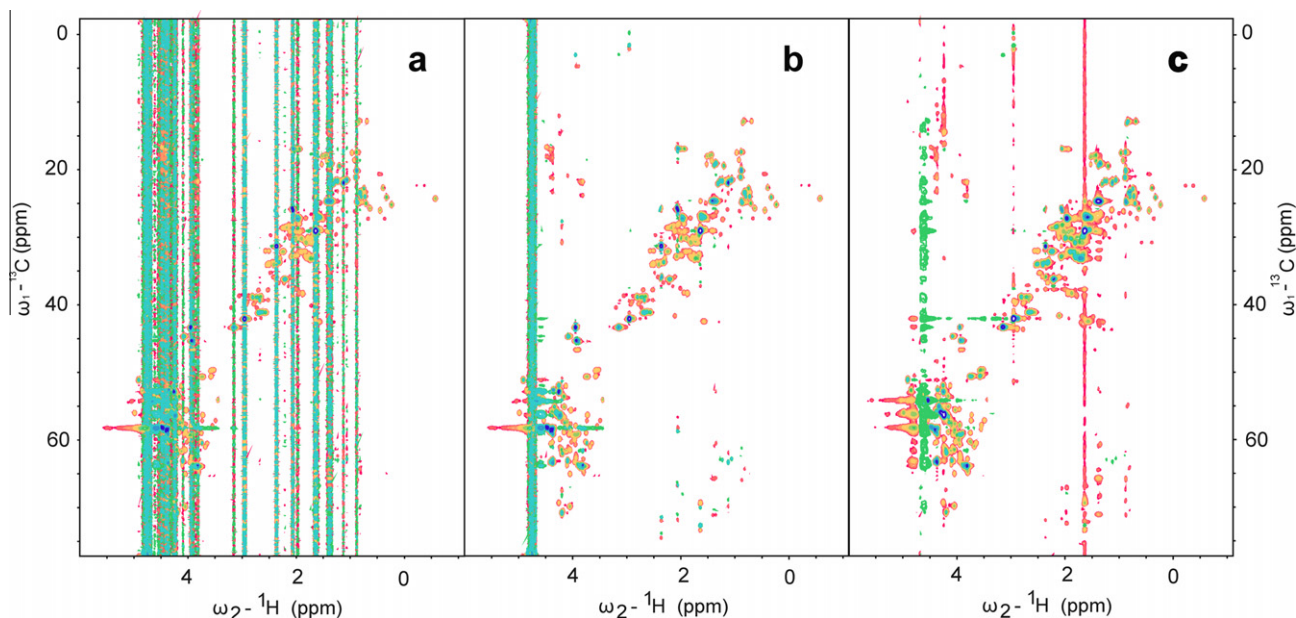 a b c
0 0
20 20
40 40
60 60
ω₁ - ¹³C (ppm) ω₁ - ¹³C (ppm)
4 2 0 4 2 0 4 2 0
ω₂ - ¹H (ppm) ω₂ - ¹H (ppm) ω₂ - ¹H (ppm)